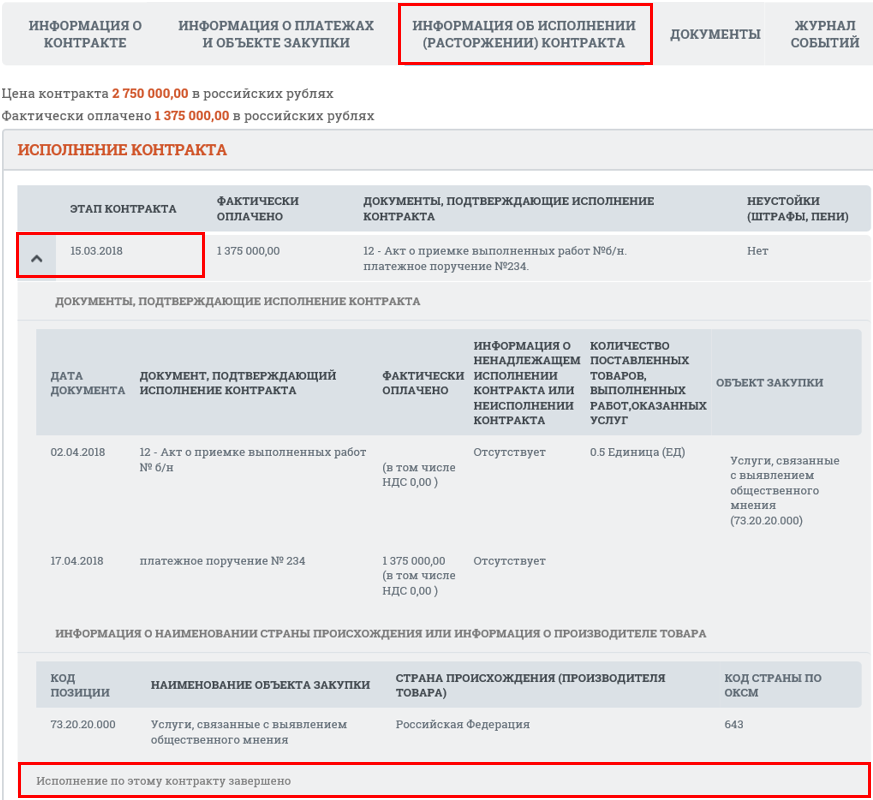 ИНФОРМАЦИЯ О
КОНТРАКТЕ
ИНФОРМАЦИЯ О ПЛАТЕЖАХ
И ОБЪЕКТЕ ЗАКУПКИ
ИНФОРМАЦИЯ ОБ ИСПОЛНЕНИИ
(РАСТОРЖЕНИИ) КОНТРАКТА
ДОКУМЕНТЫ
ЖУРНАЛ
СОБЫТИЙ
Цена контракта 2 750 000,00 в российских рублях
Фактически оплачено 1 375 000,00 в российских рублях
ИСПОЛНЕНИЕ КОНТРАКТА
ЭТАП КОНТРАКТА
ФАКТИЧЕСКИ
ОПЛАЧЕНО
ДОКУМЕНТЫ, ПОДТВЕРЖДАЮЩИЕ ИСПОЛНЕНИЕ
КОНТРАКТА
НЕУСТОЙКИ
(ШТРАФЫ, ПЕНИ)
15.03.2018
1 375 000,00
12 - Акт о приемке выполненных работ №б/н.
платежное поручение №234.
Нет
ДОКУМЕНТЫ, ПОДТВЕРЖДАЮЩИЕ ИСПОЛНЕНИЕ КОНТРАКТА
ДАТА
ДОКУМЕНТА
ДОКУМЕНТ, ПОДТВЕРЖДАЮЩИЙ
ИСПОЛНЕНИЕ КОНТРАКТА
ФАКТИЧЕСКИ
ОПЛАЧЕНО
ИНФОРМАЦИЯ О
НЕНАДЛЕЖАЩЕМ
ИСПОЛНЕНИИ
КОНТРАКТА ИЛИ
НЕИСПОЛНЕНИИ
КОНТРАКТА
КОЛИЧЕСТВО
ПОСТАВЛЕННЫХ
ТОВАРОВ,
ВЫПОЛНЕННЫХ
РАБОТ,ОКАЗАННЫХ
УСЛУГ
ОБЪЕКТ ЗАКУПКИ
02.04.2018
12 - Акт о приемке выполненных работ
№ б/н
(в том числе
НДС 0,00 )
Отсутствует
0.5 Единица (ЕД)
Услуги, связанные
с выявлением
общественного
мнения
(73.20.20.000)
17.04.2018
платежное поручение № 234
1 375 000,00
(в том числе
НДС 0,00 )
Отсутствует
ИНФОРМАЦИЯ О НАИМЕНОВАНИИ СТРАНЫ ПРОИСХОЖДЕНИЯ ИЛИ ИНФОРМАЦИЯ О ПРОИЗВОДИТЕЛЕ ТОВАРА
КОД
ПОЗИЦИИ
НАИМЕНОВАНИЕ ОБЪЕКТА ЗАКУПКИ
СТРАНА ПРОИСХОЖДЕНИЯ (ПРОИЗВОДИТЕЛЯ
ТОВАРА)
КОД СТРАНЫ ПО
ОКСМ
73.20.20.000
Услуги, связанные с выявлением
общественного мнения
Российская Федерация
643
Исполнение по этому контракту завершено